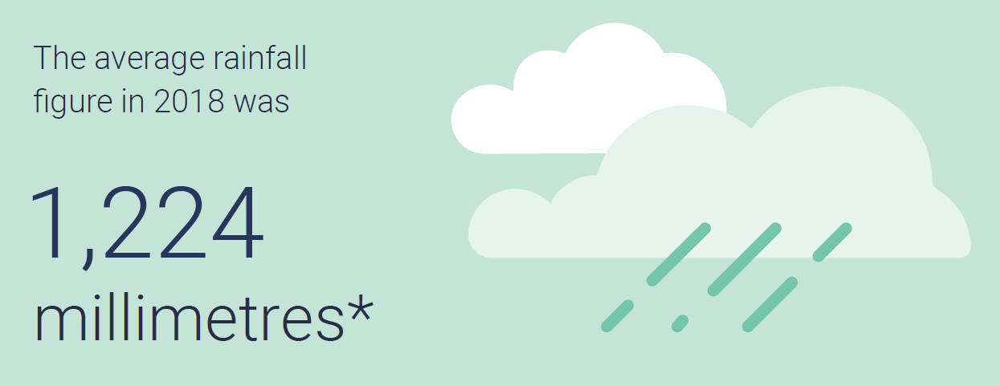 The average rainfall
figure in 2018 was
1,224
millimetres*